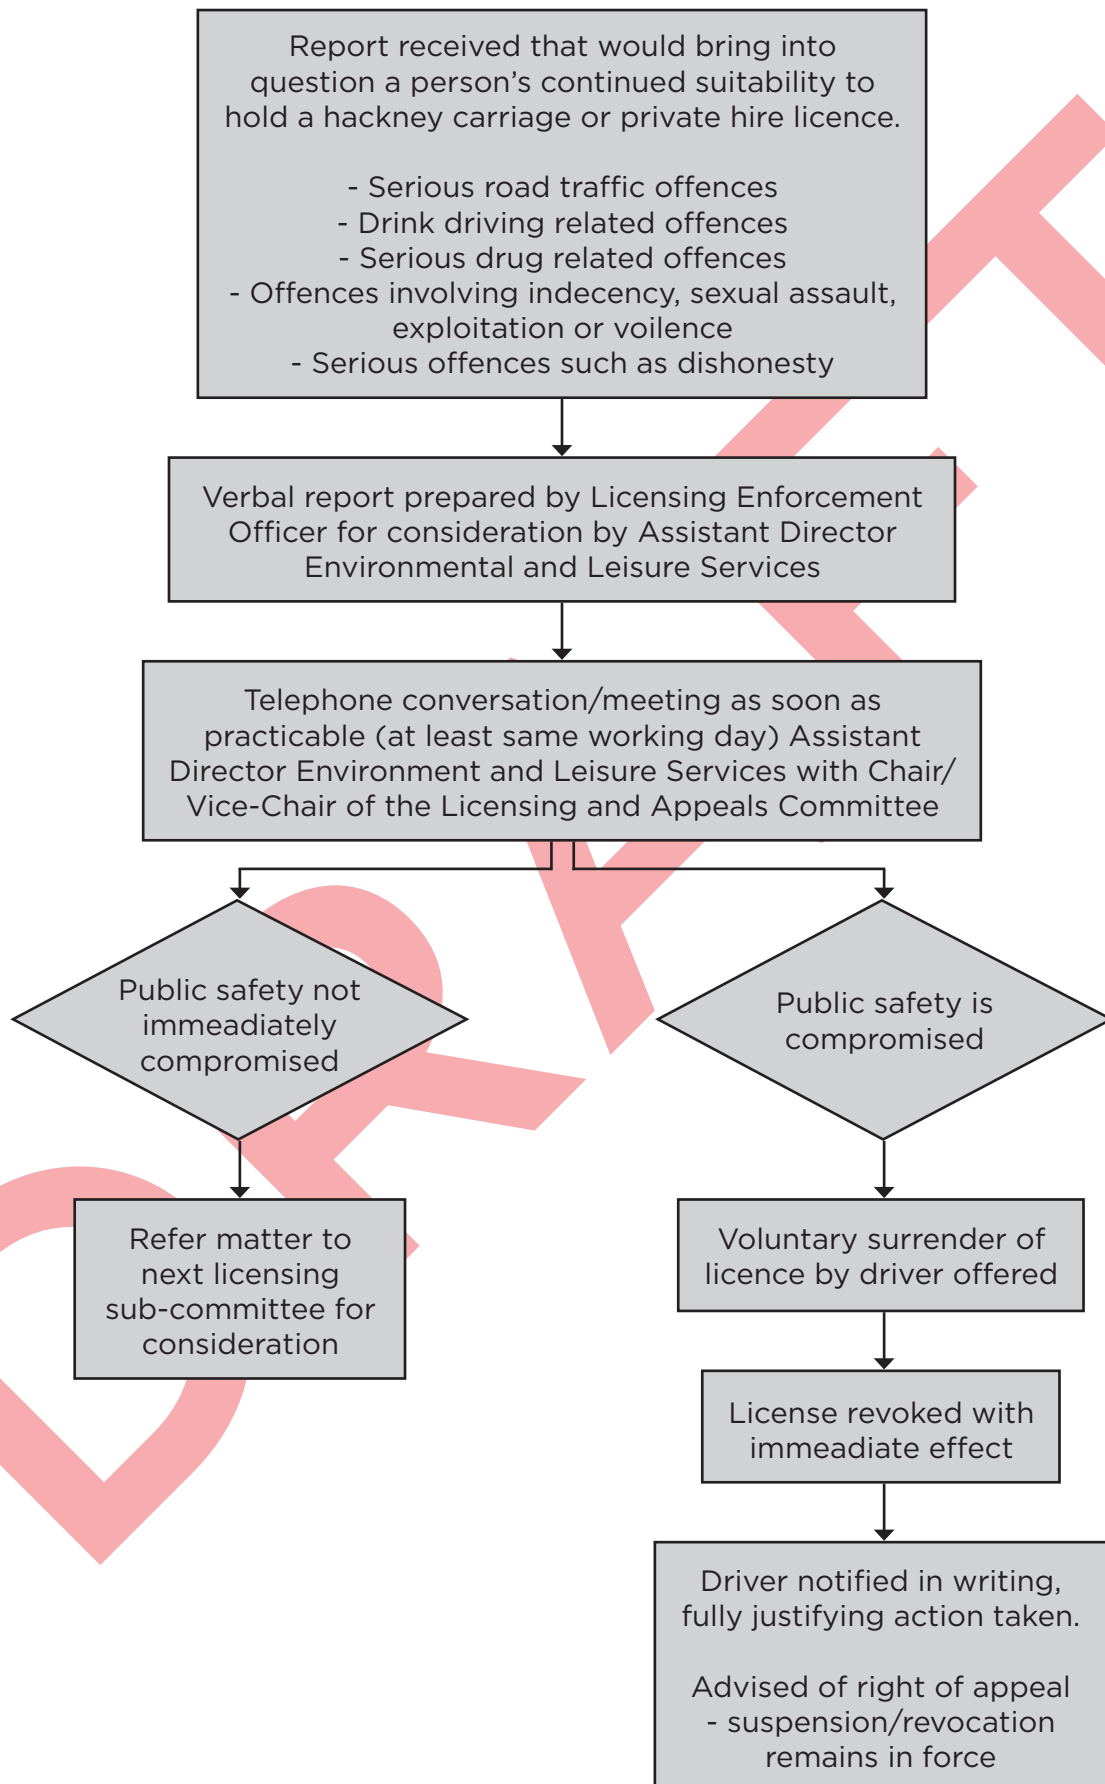 Report received that would bring into
question a person's continued suitability to
hold a hackney carriage or private hire licence.
- Serious road traffic offences
- Drink driving related offences
- Serious drug related offences
- Offences involving indecency, sexual assault,
exploitation or voilence
- Serious offences such as dishonesty
Verbal report prepared by Licensing Enforcement
Officer for consideration by Assistant Director
Environmental and Leisure Services
Telephone conversation/meeting as soon as
practicable (at least same working day) Assistant
Director Environment and Leisure Services with Chair/
Vice-Chair of the Licensing and Appeals Committee
Public safety not
immeadiately
compromised
Public safety is
compromised
Refer matter to
next licensing
sub-committee for
consideration
Voluntary surrender of
licence by driver offered
License revoked with
immeadiate effect
Driver notified in writing,
fully justifying action taken.
Advised of right of appeal
- suspension/revocation
remains in force
DRAFT